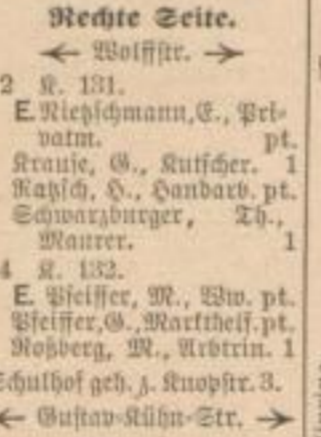 Rechte Seite.
← Wolffstr. →
2 K. 131.
E. Nietzschmann, E., Pri-
vatm. pt.
Krause, G., Kutscher. 1
Ratzsch, H., Handarb. pt.
Schwarzburger, Th.,
Maurer. 1
4 K. 132.
E. Pfeiffer, M., Ww. pt.
Pfeiffer, G., Markthelf. pt.
Roßberg, M., Arbtrin. 1
Schulhof geh. z. Knopstr. 3.
← Gustav-Kühn-Str. →